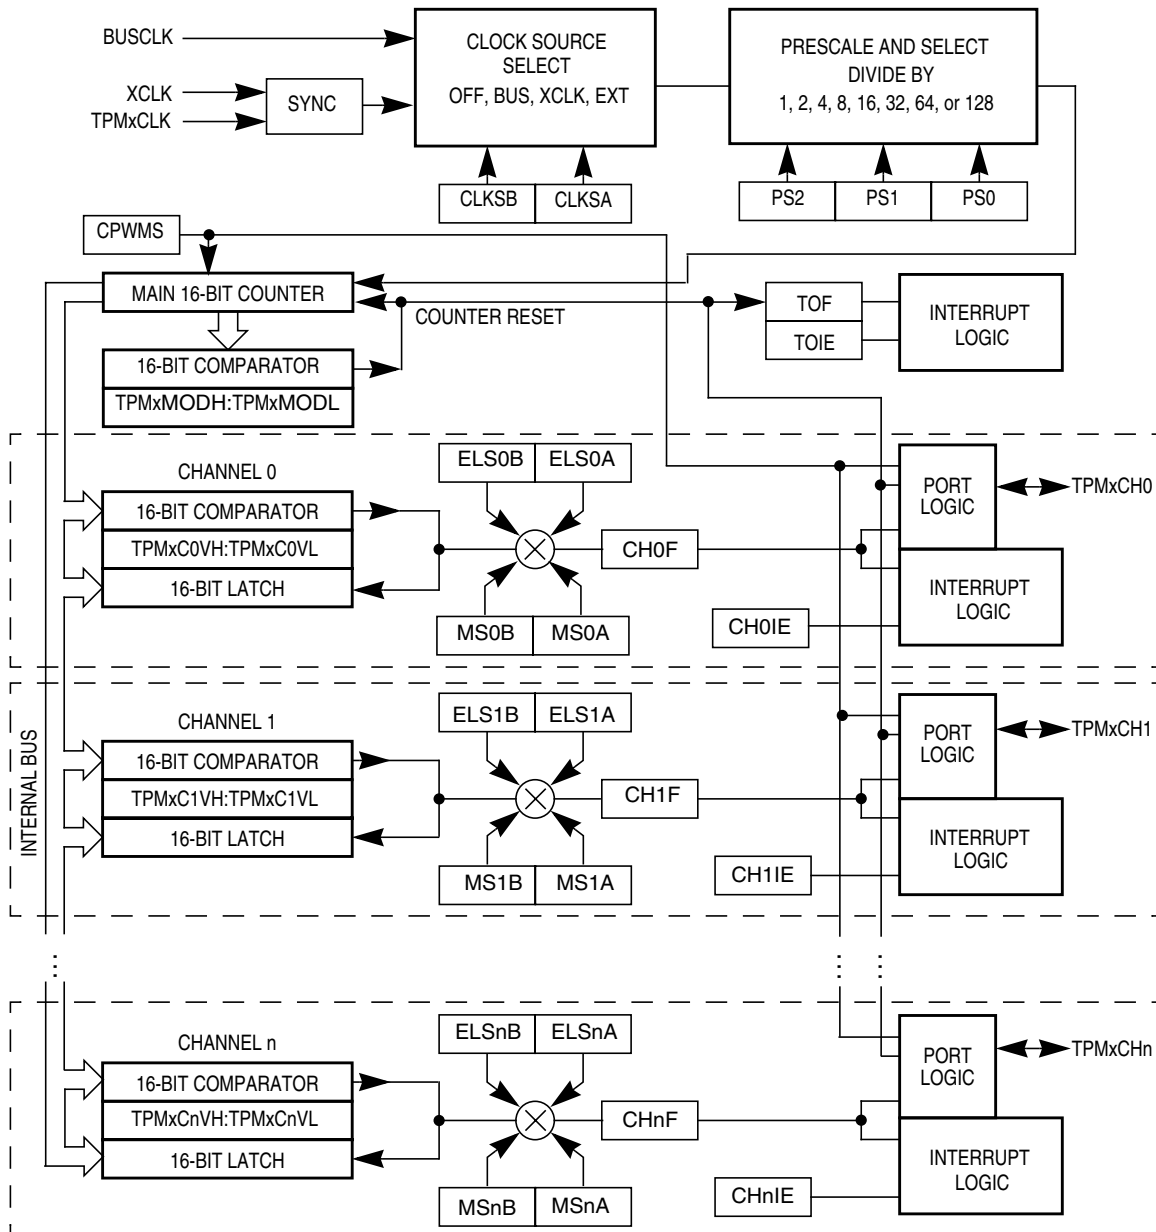 BUSCLK
XCLK
TPMxCLK
SYNC
CLOCK SOURCE
SELECT
OFF, BUS, XCLK, EXT
PRESCALE AND SELECT
DIVIDE BY
1, 2, 4, 8, 16, 32, 64, or 128
CLKSB
CLKSA
PS2
PS1
PS0
CPWMS
MAIN 16-BIT COUNTER
COUNTER RESET
16-BIT COMPARATOR
TPMxMODH:TPMxMODL
TOF
TOIE
INTERRUPT
LOGIC
INTERNAL BUS
CHANNEL 0
16-BIT COMPARATOR
TPMxC0VH:TPMxC0VL
16-BIT LATCH
ELS0B
ELS0A
MS0B
MS0A
CH0F
CH0IE
PORT
LOGIC
INTERRUPT
LOGIC
TPMxCH0
CHANNEL 1
16-BIT COMPARATOR
TPMxC1VH:TPMxC1VL
16-BIT LATCH
ELS1B
ELS1A
MS1B
MS1A
CH1F
CH1IE
PORT
LOGIC
INTERRUPT
LOGIC
TPMxCH1
...
... ...
CHANNEL n
16-BIT COMPARATOR
TPMxCnVH:TPMxCnVL
16-BIT LATCH
ELSnB
ELSnA
MSnB
MSnA
CHnF
CHnIE
PORT
LOGIC
INTERRUPT
LOGIC
TPMxCHn